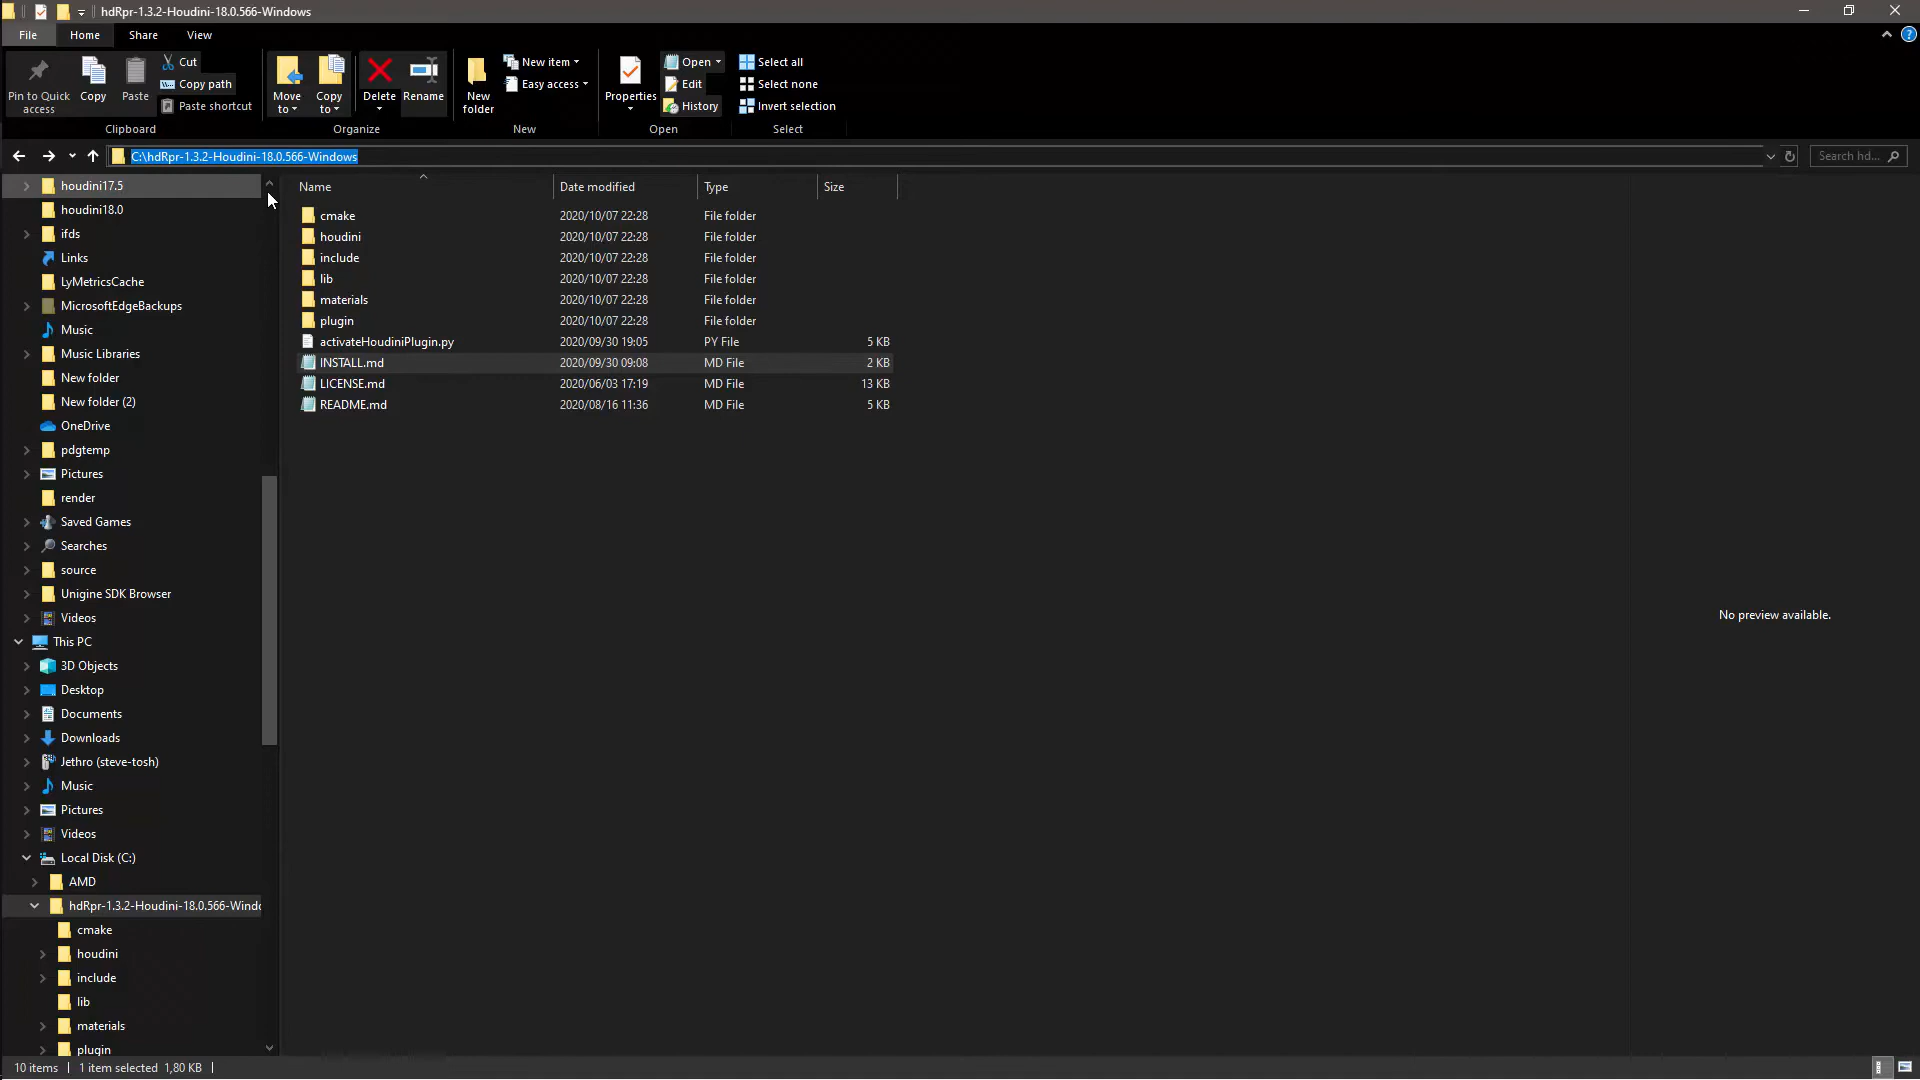 hdRpr-1.3.2-Houdini-18.0.566-Windows
File Home Share View
Pin to Quick access
Copy
Paste
Cut
Copy path
Paste shortcut
Clipboard
Move to
Copy to
Delete
Rename
Organize
New folder
New item
Easy access
New
Properties
Open
Edit
History
Open
Select all
Select none
Invert selection
Select
C:\hdRpr-1.3.2-Houdini-18.0.566-Windows
Search hd...
houdini17.5
houdini18.0
ifds
Links
LyMetricsCache
MicrosoftEdgeBackups
Music
Music Libraries
New folder
New folder (2)
OneDrive
pdgtemp
Pictures
render
Saved Games
Searches
source
Unigine SDK Browser
Videos
This PC
3D Objects
Desktop
Documents
Downloads
Jethro (steve-tosh)
Music
Pictures
Videos
Local Disk (C:)
AMD
hdRpr-1.3.2-Houdini-18.0.566-Windo
cmake
houdini
include
lib
materials
plugin
Name Date modified Type Size
cmake 2020/10/07 22:28 File folder
houdini 2020/10/07 22:28 File folder
include 2020/10/07 22:28 File folder
lib 2020/10/07 22:28 File folder
materials 2020/10/07 22:28 File folder
plugin 2020/10/07 22:28 File folder
activateHoudiniPlugin.py 2020/09/30 19:05 PY File 5 KB
INSTALL.md 2020/09/30 09:08 MD File 2 KB
LICENSE.md 2020/06/03 17:19 MD File 13 KB
README.md 2020/08/16 11:36 MD File 5 KB
No preview available.
10 items 1 item selected 1,80 KB